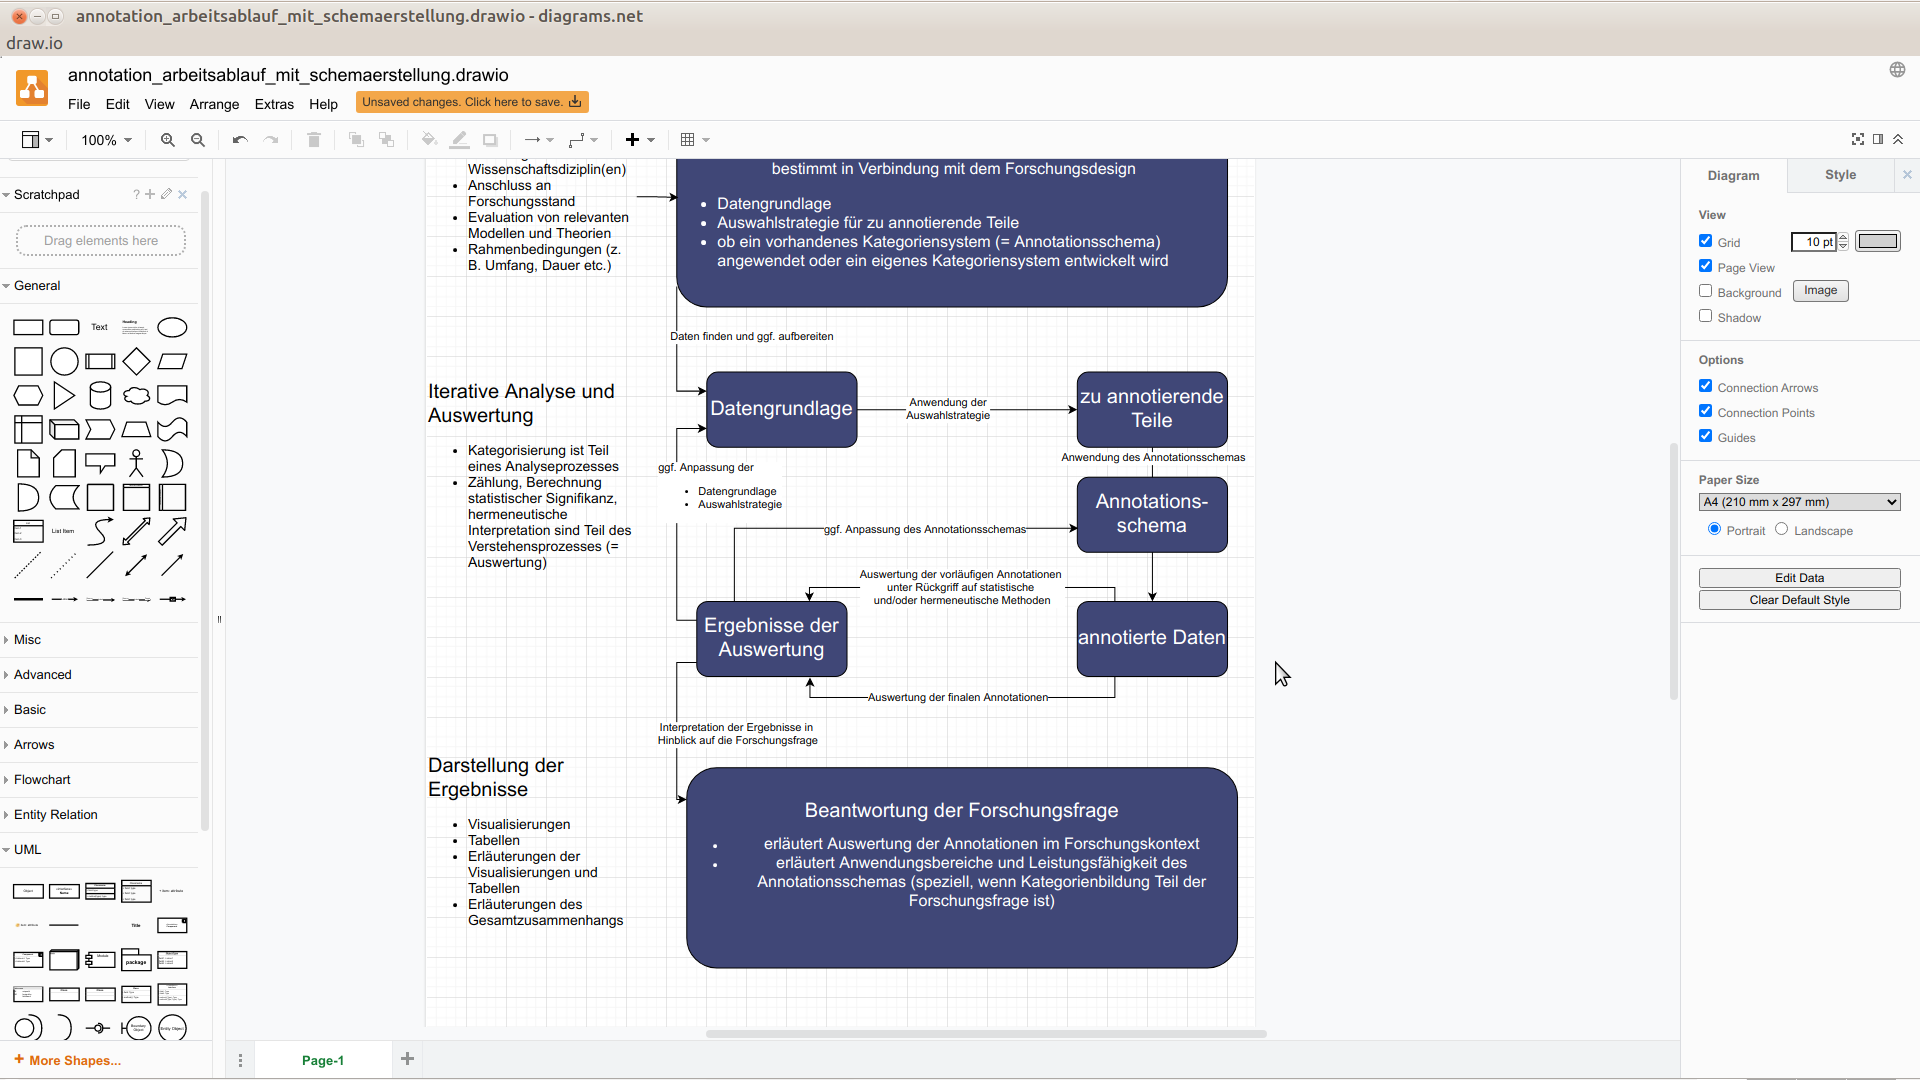 annotation_arbeitsablauf_mit_schemaerstellung.drawio - diagrams.net
draw.io
annotation_arbeitsablauf_mit_schemaerstellung.drawio
File Edit View Arrange Extras Help
Unsaved changes. Click here to save.
100%
Scratchpad
?
Drag elements here
General
Text
Heading
List Item
Misc
Advanced
Basic
Arrows
Flowchart
Entity Relation
UML
Title
package
More Shapes...
Wissenschaftsdiziplin(en)
• Anschluss an
Forschungsstand
• Evaluation von relevanten
Modellen und Theorien
• Rahmenbedingungen (z.
B. Umfang, Dauer etc.)
bestimmt in Verbindung mit dem Forschungsdesign
• Datengrundlage
• Auswahlstrategie für zu annotierende Teile
• ob ein vorhandenes Kategoriensystem (= Annotationsschema)
angewendet oder ein eigenes Kategoriensystem entwickelt wird
Daten finden und ggf. aufbereiten
Iterative Analyse und
Auswertung
• Kategorisierung ist Teil
eines Analyseprozesses
• Zählung, Berechnung
statistischer Signifikanz,
hermeneutische
Interpretation sind Teil des
Verstehensprozesses (=
Auswertung)
Datengrundlage
Anwendung der
Auswahlstrategie
zu annotierende
Teile
Anwendung des Annotationsschemas
ggf. Anpassung der
• Datengrundlage
• Auswahlstrategie
Annotations-
schema
ggf. Anpassung des Annotationsschemas
Auswertung der vorläufigen Annotationen
unter Rückgriff auf statistische
und/oder hermeneutische Methoden
Ergebnisse der
Auswertung
annotierte Daten
Auswertung der finalen Annotationen
Interpretation der Ergebnisse in
Hinblick auf die Forschungsfrage
Darstellung der
Ergebnisse
• Visualisierungen
• Tabellen
• Erläuterungen der
Visualisierungen und
Tabellen
• Erläuterungen des
Gesamtzusammenhangs
Beantwortung der Forschungsfrage
• erläutert Auswertung der Annotationen im Forschungskontext
• erläutert Anwendungsbereiche und Leistungsfähigkeit des
Annotationsschemas (speziell, wenn Kategorienbildung Teil der
Forschungsfrage ist)
Page-1
Diagram
Style
View
Grid
10 pt
Page View
Background
Image
Shadow
Options
Connection Arrows
Connection Points
Guides
Paper Size
A4 (210 mm x 297 mm)
Portrait
Landscape
Edit Data
Clear Default Style